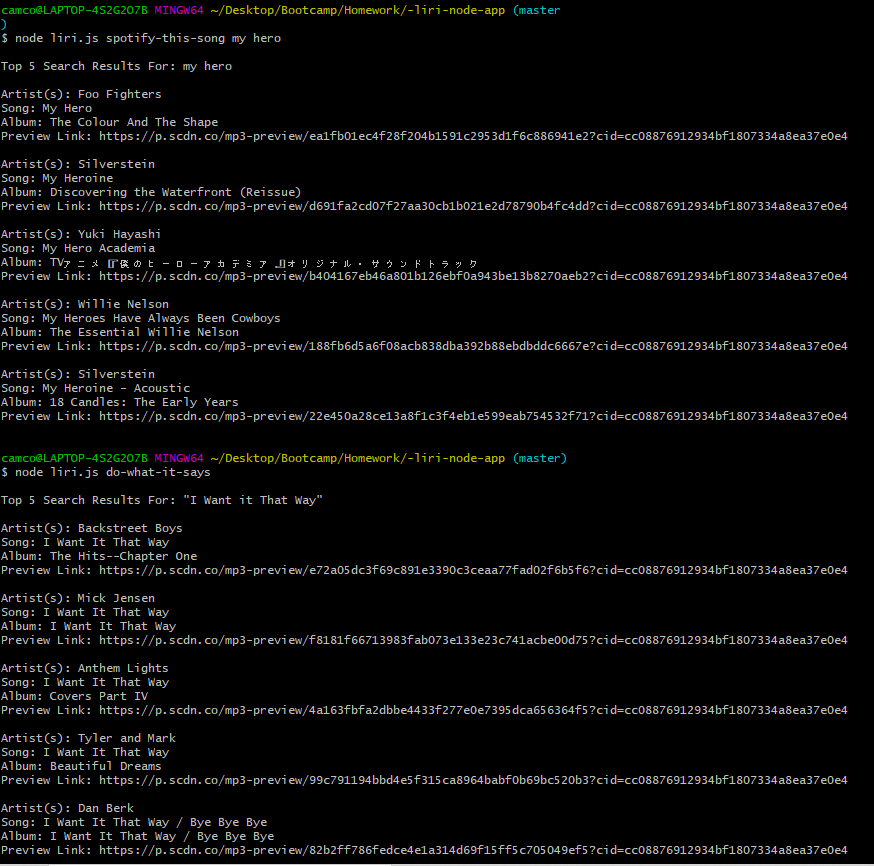 camco@LAPTOP-4S2G2O7B MINGW64 ~/Desktop/Bootcamp/Homework/-liri-node-app (master
)
$ node liri.js spotify-this-song my hero
Top 5 Search Results For: my hero
Artist(s): Foo Fighters
Song: My Hero
Album: The Colour And The Shape
Preview Link: https://p.scdn.co/mp3-preview/ea1fb01ec4f28f204b1591c2953d1f6c886941e2?cid=cc08876912934bf1807334a8ea37e0e4
Artist(s): Silverstein
Song: My Heroine
Album: Discovering the Waterfront (Reissue)
Preview Link: https://p.scdn.co/mp3-preview/d691fa2cd07f27aa30cb1b021e2d78790b4fc4dd?cid=cc08876912934bf1807334a8ea37e0e4
Artist(s): Yuki Hayashi
Song: My Hero Academia
Album: TVアニメ『僕のヒーローアカデミア』オリジナル・サウンドトラック
Preview Link: https://p.scdn.co/mp3-preview/b404167eb46a801b126ebf0a943be13b8270aeb2?cid=cc08876912934bf1807334a8ea37e0e4
Artist(s): Willie Nelson
Song: My Heroes Have Always Been Cowboys
Album: The Essential Willie Nelson
Preview Link: https://p.scdn.co/mp3-preview/188fb6d5a6f08acb838dba392b88ebdbddc6667e?cid=cc08876912934bf1807334a8ea37e0e4
Artist(s): Silverstein
Song: My Heroine - Acoustic
Album: 18 Candles: The Early Years
Preview Link: https://p.scdn.co/mp3-preview/22e450a28ce13a8f1c3f4eb1e599eab754532f71?cid=cc08876912934bf1807334a8ea37e0e4
camco@LAPTOP-4S2G2O7B MINGW64 ~/Desktop/Bootcamp/Homework/-liri-node-app (master)
$ node liri.js do-what-it-says
Top 5 Search Results For: "I Want it That Way"
Artist(s): Backstreet Boys
Song: I Want It That Way
Album: The Hits--Chapter One
Preview Link: https://p.scdn.co/mp3-preview/e72a05dc3f69c891e3390c3ceaa77fad02f6b5f6?cid=cc08876912934bf1807334a8ea37e0e4
Artist(s): Mick Jensen
Song: I Want It That Way
Album: I Want It That Way
Preview Link: https://p.scdn.co/mp3-preview/f8181f66713983fab073e133e23c741acbe00d75?cid=cc08876912934bf1807334a8ea37e0e4
Artist(s): Anthem Lights
Song: I Want It That Way
Album: Covers Part IV
Preview Link: https://p.scdn.co/mp3-preview/4a163fbfa2dbbe4433f277e0e7395dca656364f5?cid=cc08876912934bf1807334a8ea37e0e4
Artist(s): Tyler and Mark
Song: I Want It That Way
Album: Beautiful Dreams
Preview Link: https://p.scdn.co/mp3-preview/99c791194bbd4e5f315ca8964babf0b69bc520b3?cid=cc08876912934bf1807334a8ea37e0e4
Artist(s): Dan Berk
Song: I Want It That Way / Bye Bye Bye
Album: I Want It That Way / Bye Bye Bye
Preview Link: https://p.scdn.co/mp3-preview/82b2ff786fedce4e1a314d69f15ff5c705049ef5?cid=cc08876912934bf1807334a8ea37e0e4